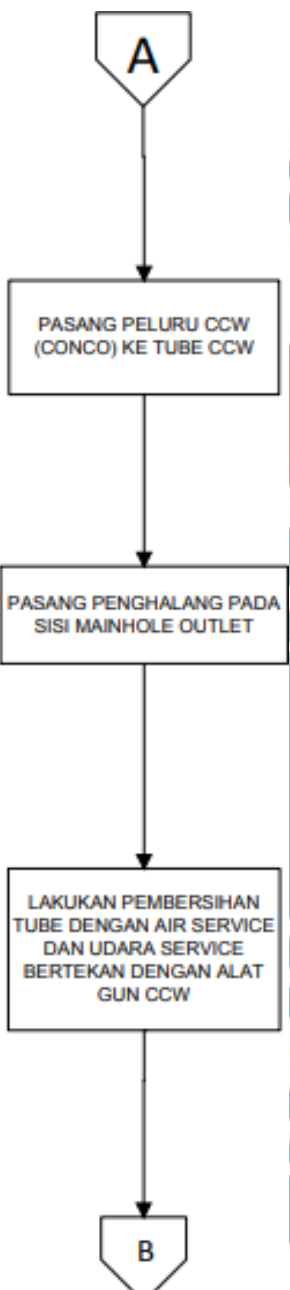 A
PASANG PELURU CCW
(CONCO) KE TUBE CCW
PASANG PENGHALANG PADA
SISI MAINHOLE OUTLET
LAKUKAN PEMBERSIHAN
TUBE DENGAN AIR SERVICE
DAN UDARA SERVICE
BERTEKAN DENGAN ALAT
GUN CCW
B